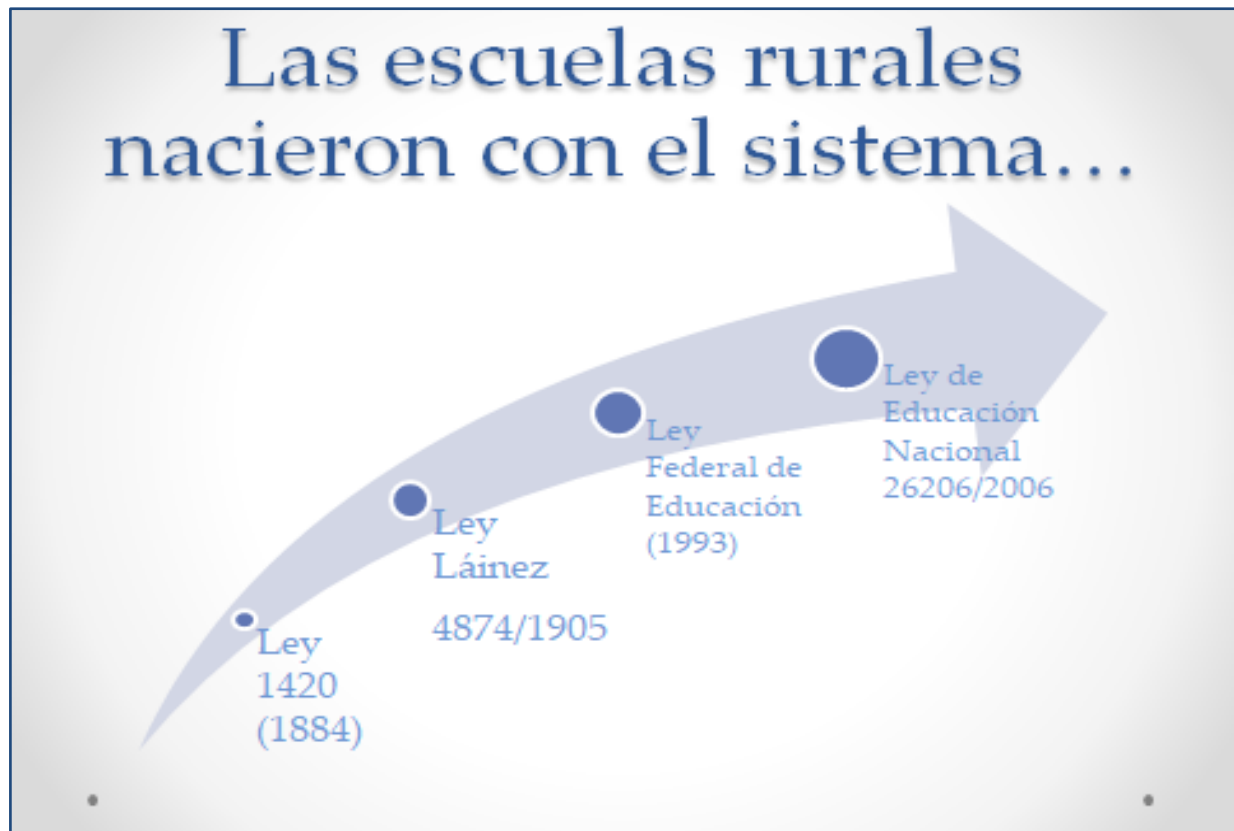 Las escuelas rurales
nacieron con el sistema…
Ley
1420
(1884)
Ley
Láinez
4874/1905
Ley
Federal de
Educación
(1993)
Ley de
Educación
Nacional
26206/2006